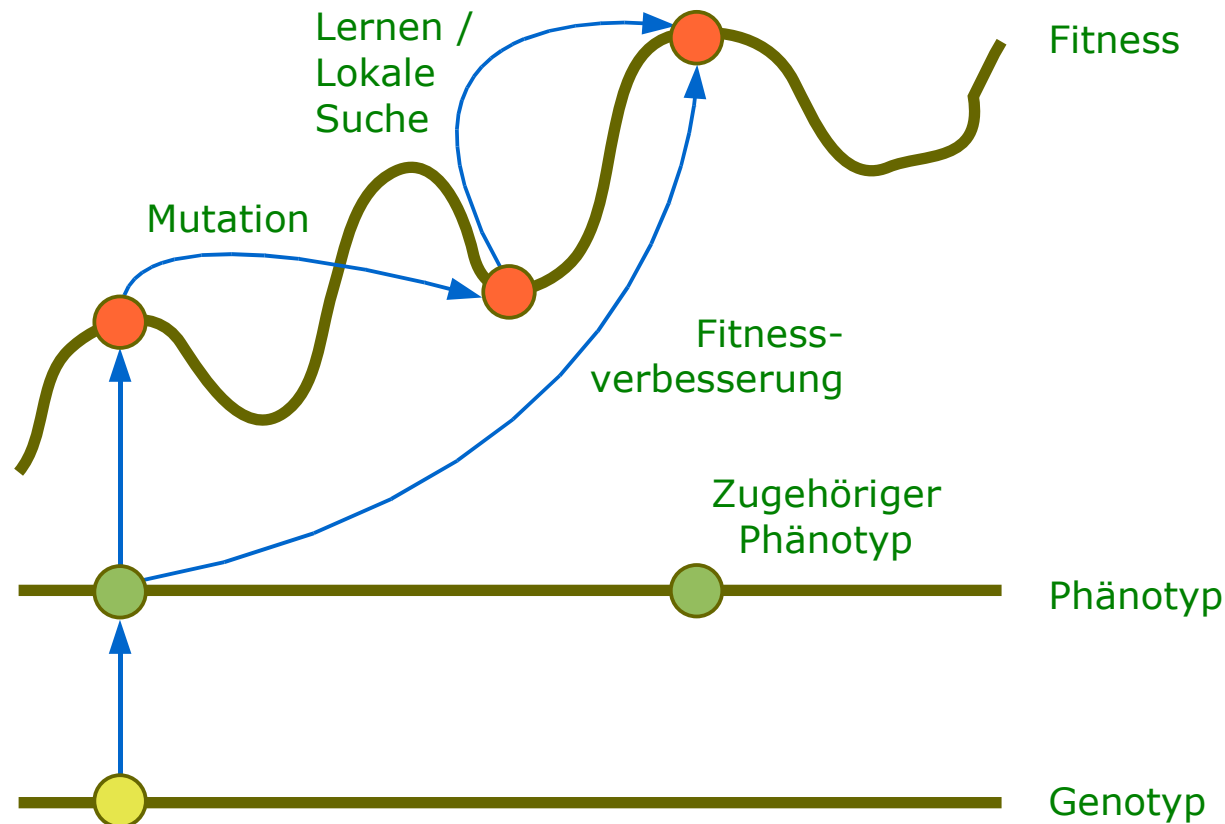 Lernen /
Lokale
Suche
Fitness
Mutation
Fitness-
verbesserung
Zugehöriger
Phänotyp
Phänotyp
Genotyp